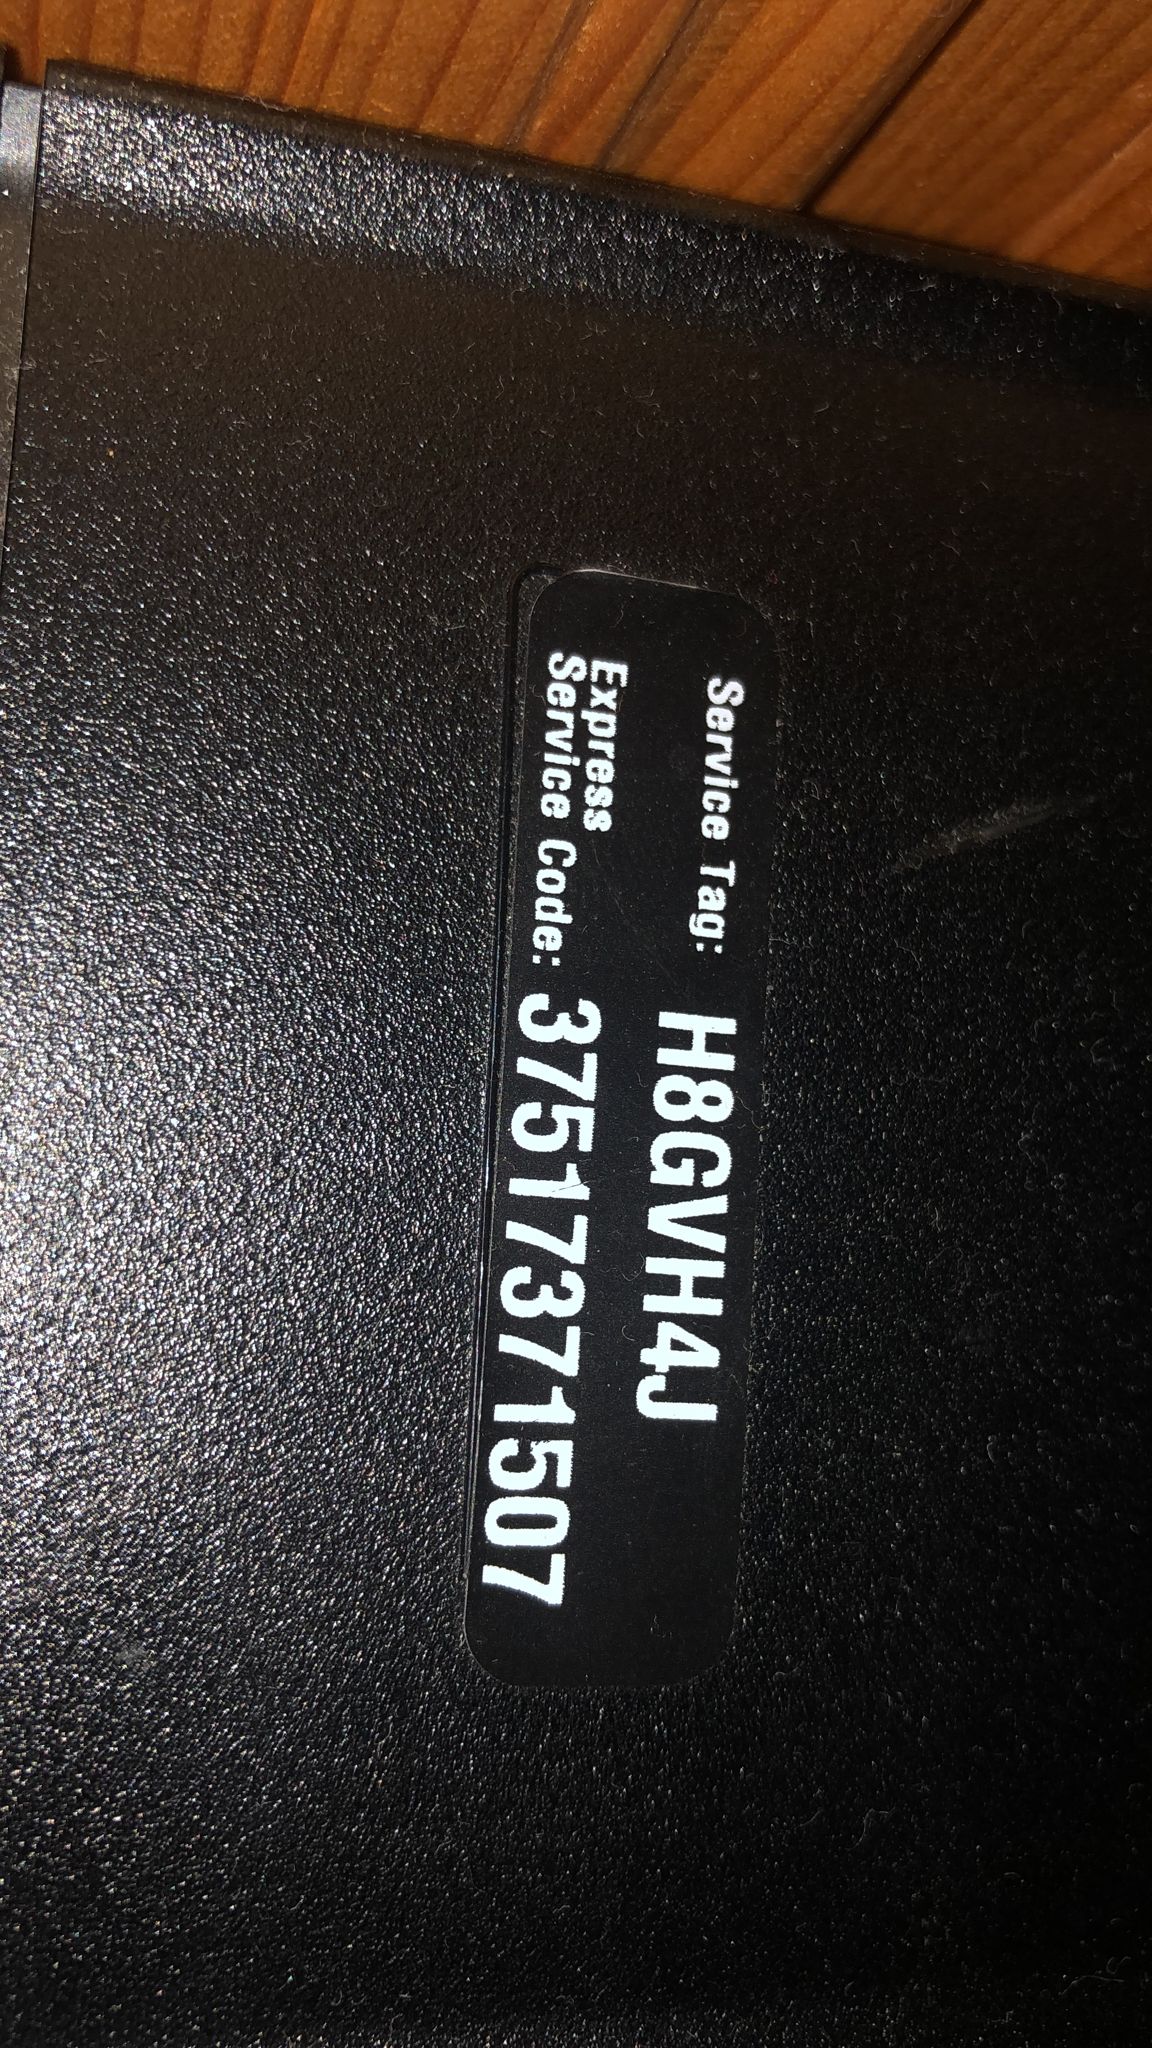 Service Tag: H8GVH4J
Express
Service Code: 37517371507